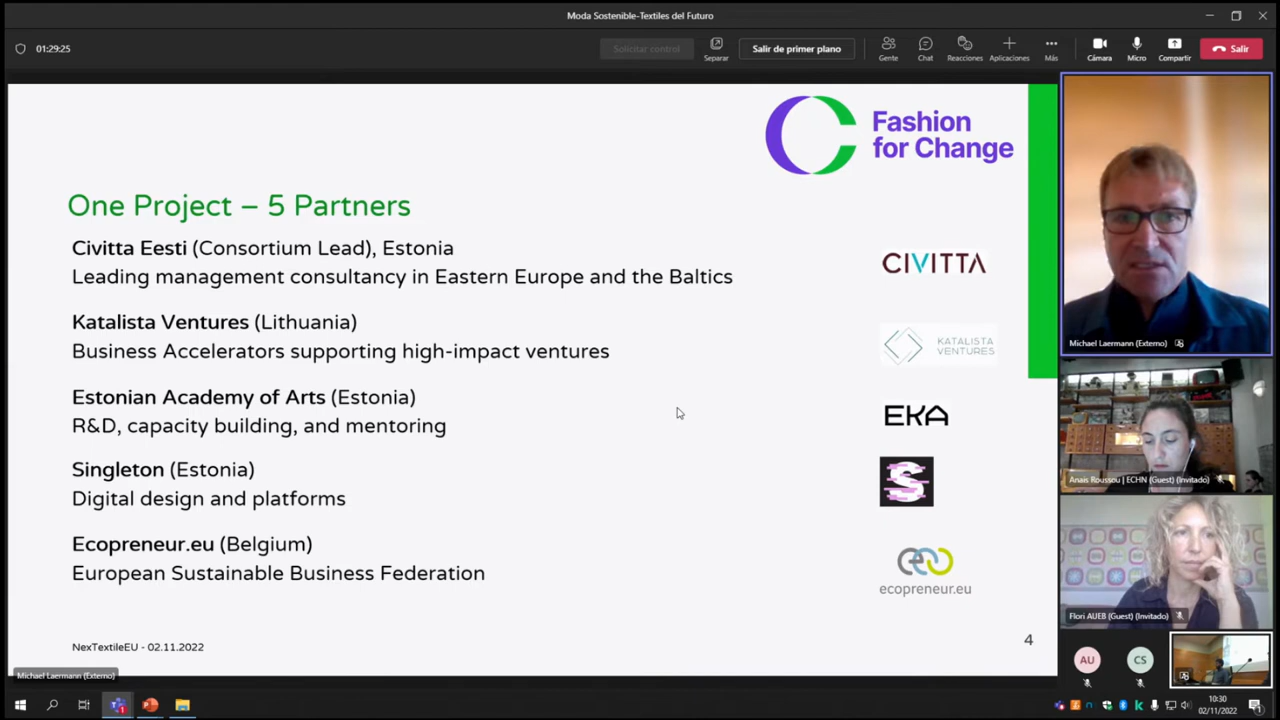 Moda Sostenible-Textiles del Futuro
01:29:25
Solicitar control
Separar
Salir de primer plano
Gente
Chat
Reacciones
Aplicaciones
Más
Cámara
Micro
Compartir
Salir
Fashion
for Change
One Project – 5 Partners
Civitta Eesti (Consortium Lead), Estonia
Leading management consultancy in Eastern Europe and the Baltics
CIVITTA
Katalista Ventures (Lithuania)
Business Accelerators supporting high-impact ventures
KATALISTA
VENTURES
Estonian Academy of Arts (Estonia)
R&D, capacity building, and mentoring
EKA
Singleton (Estonia)
Digital design and platforms
S
Ecopreneur.eu (Belgium)
European Sustainable Business Federation
ecopreneur.eu
NexTextileEU - 02.11.2022
4
Michael Laermann (Externo)
Michael Laermann (Externo)
Anais Roussou | ECHN (Guest) (Invitado)
Flori AUEB (Guest) (Invitado)
AU
CS
10:30
02/11/2022